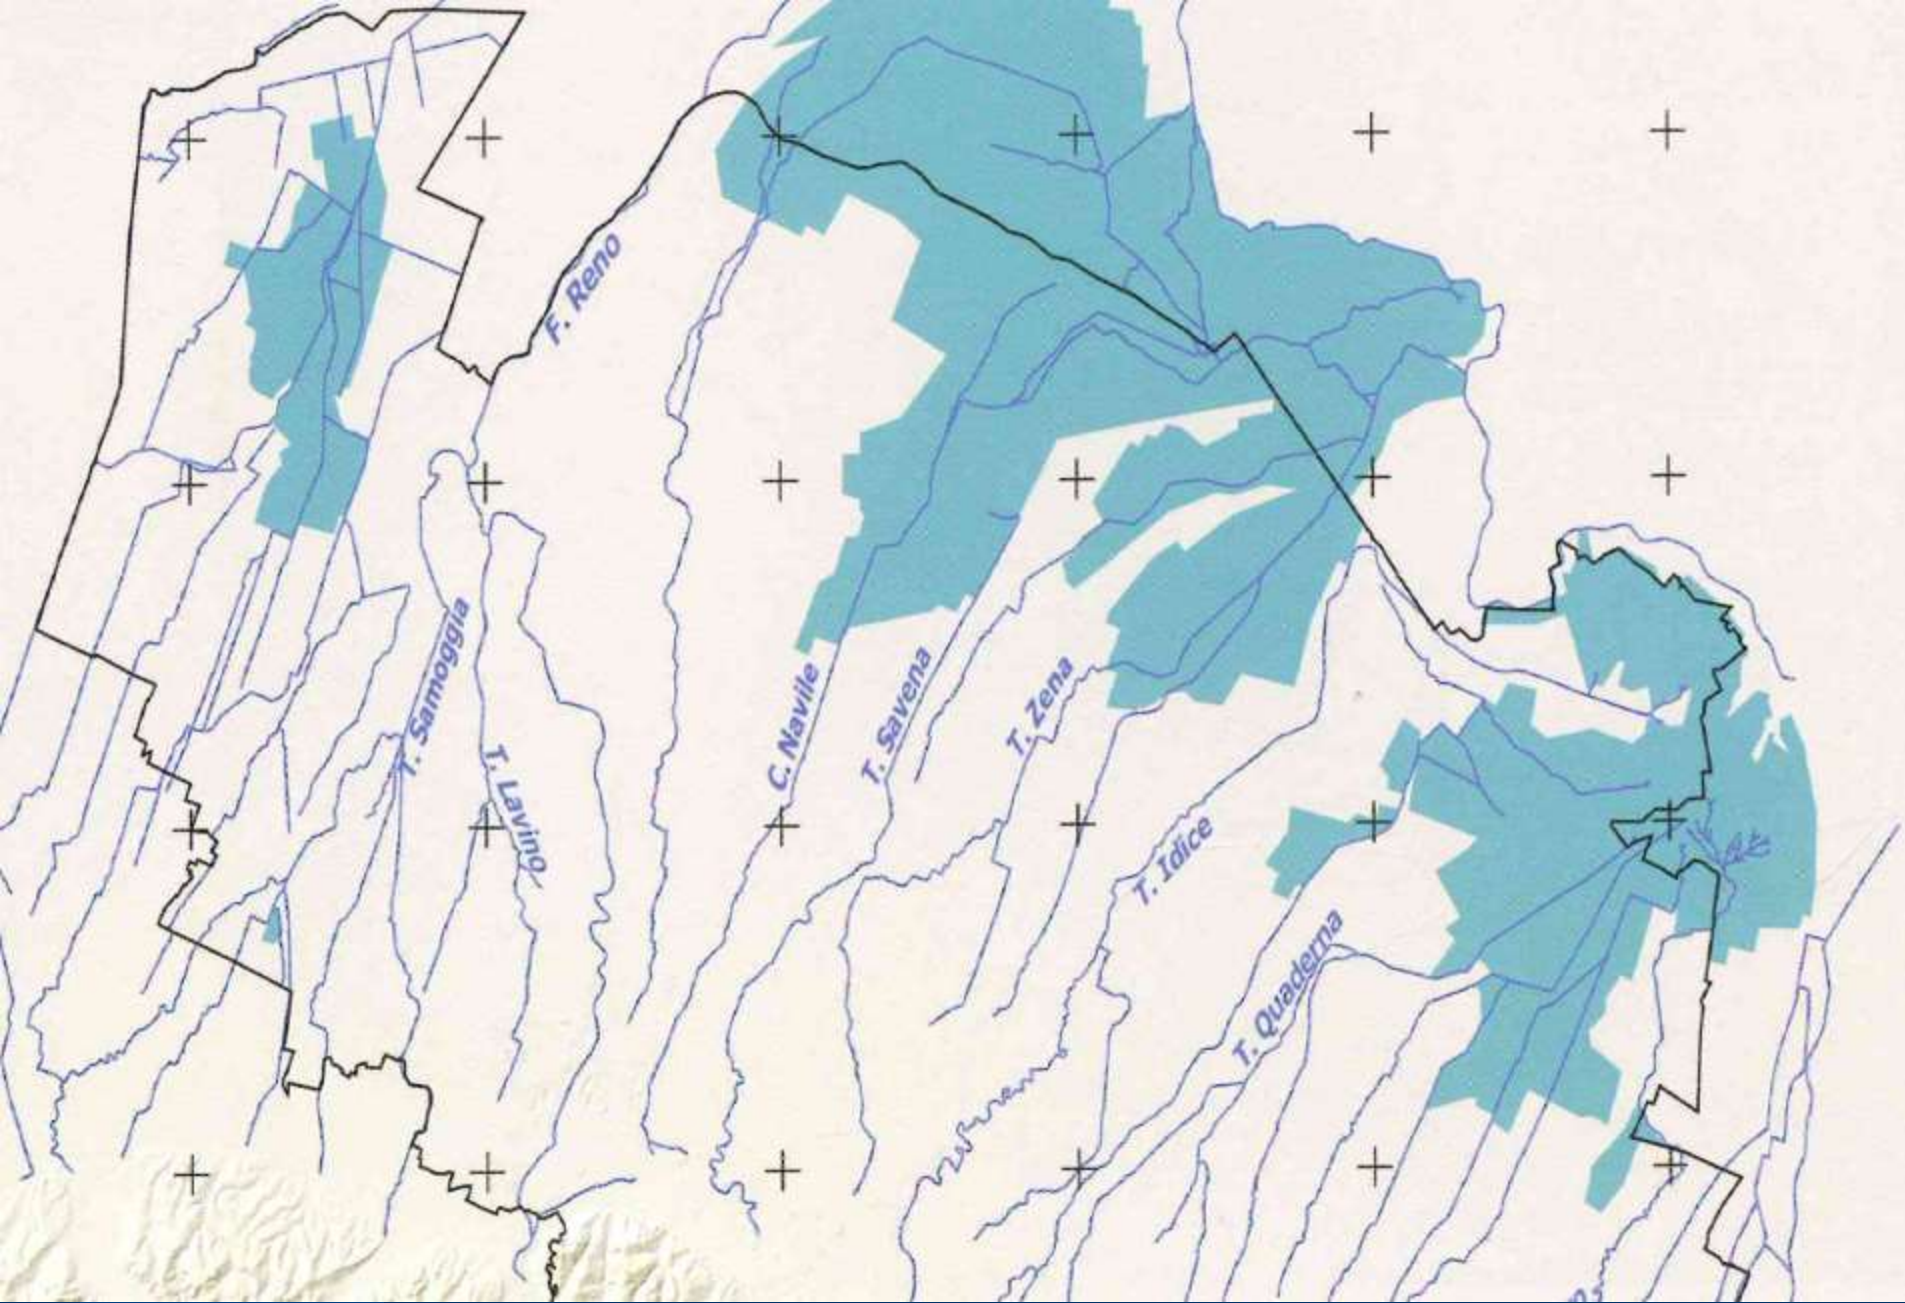 F. Reno
T. Samoggia
T. Lavino
C. Navile
T. Savena
T. Zena
T. Idice
T. Quaderna